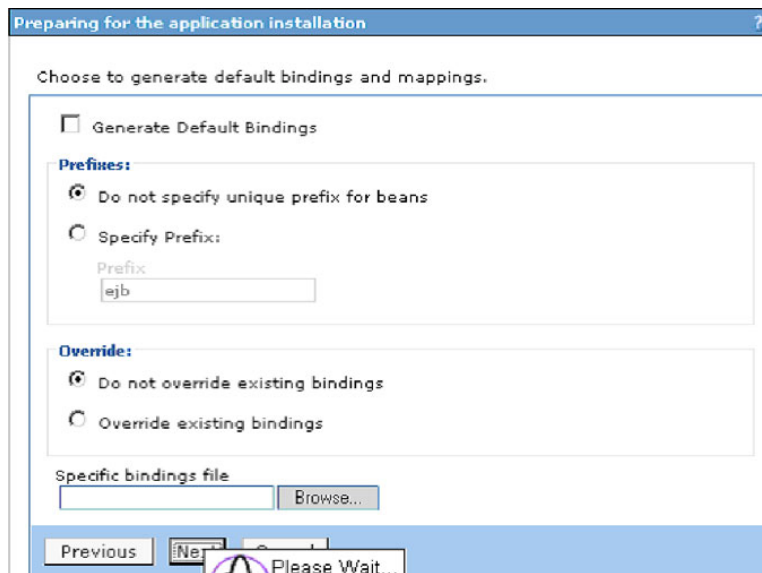 Preparing for the application installation ?
Choose to generate default bindings and mappings.
Generate Default Bindings
Prefixes:
Do not specify unique prefix for beans
Specify Prefix:
Prefix
ejb
Override:
Do not override existing bindings
Override existing bindings
Specific bindings file
Browse...
Previous
Please Wait...